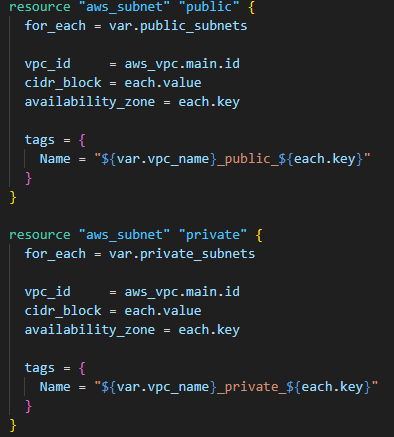 resource "aws_subnet" "public" {
  for_each = var.public_subnets

  vpc_id     = aws_vpc.main.id
  cidr_block = each.value
  availability_zone = each.key

  tags = {
    Name = "${var.vpc_name}_public_${each.key}"
  }
}

resource "aws_subnet" "private" {
  for_each = var.private_subnets

  vpc_id     = aws_vpc.main.id
  cidr_block = each.value
  availability_zone = each.key

  tags = {
    Name = "${var.vpc_name}_private_${each.key}"
  }
}